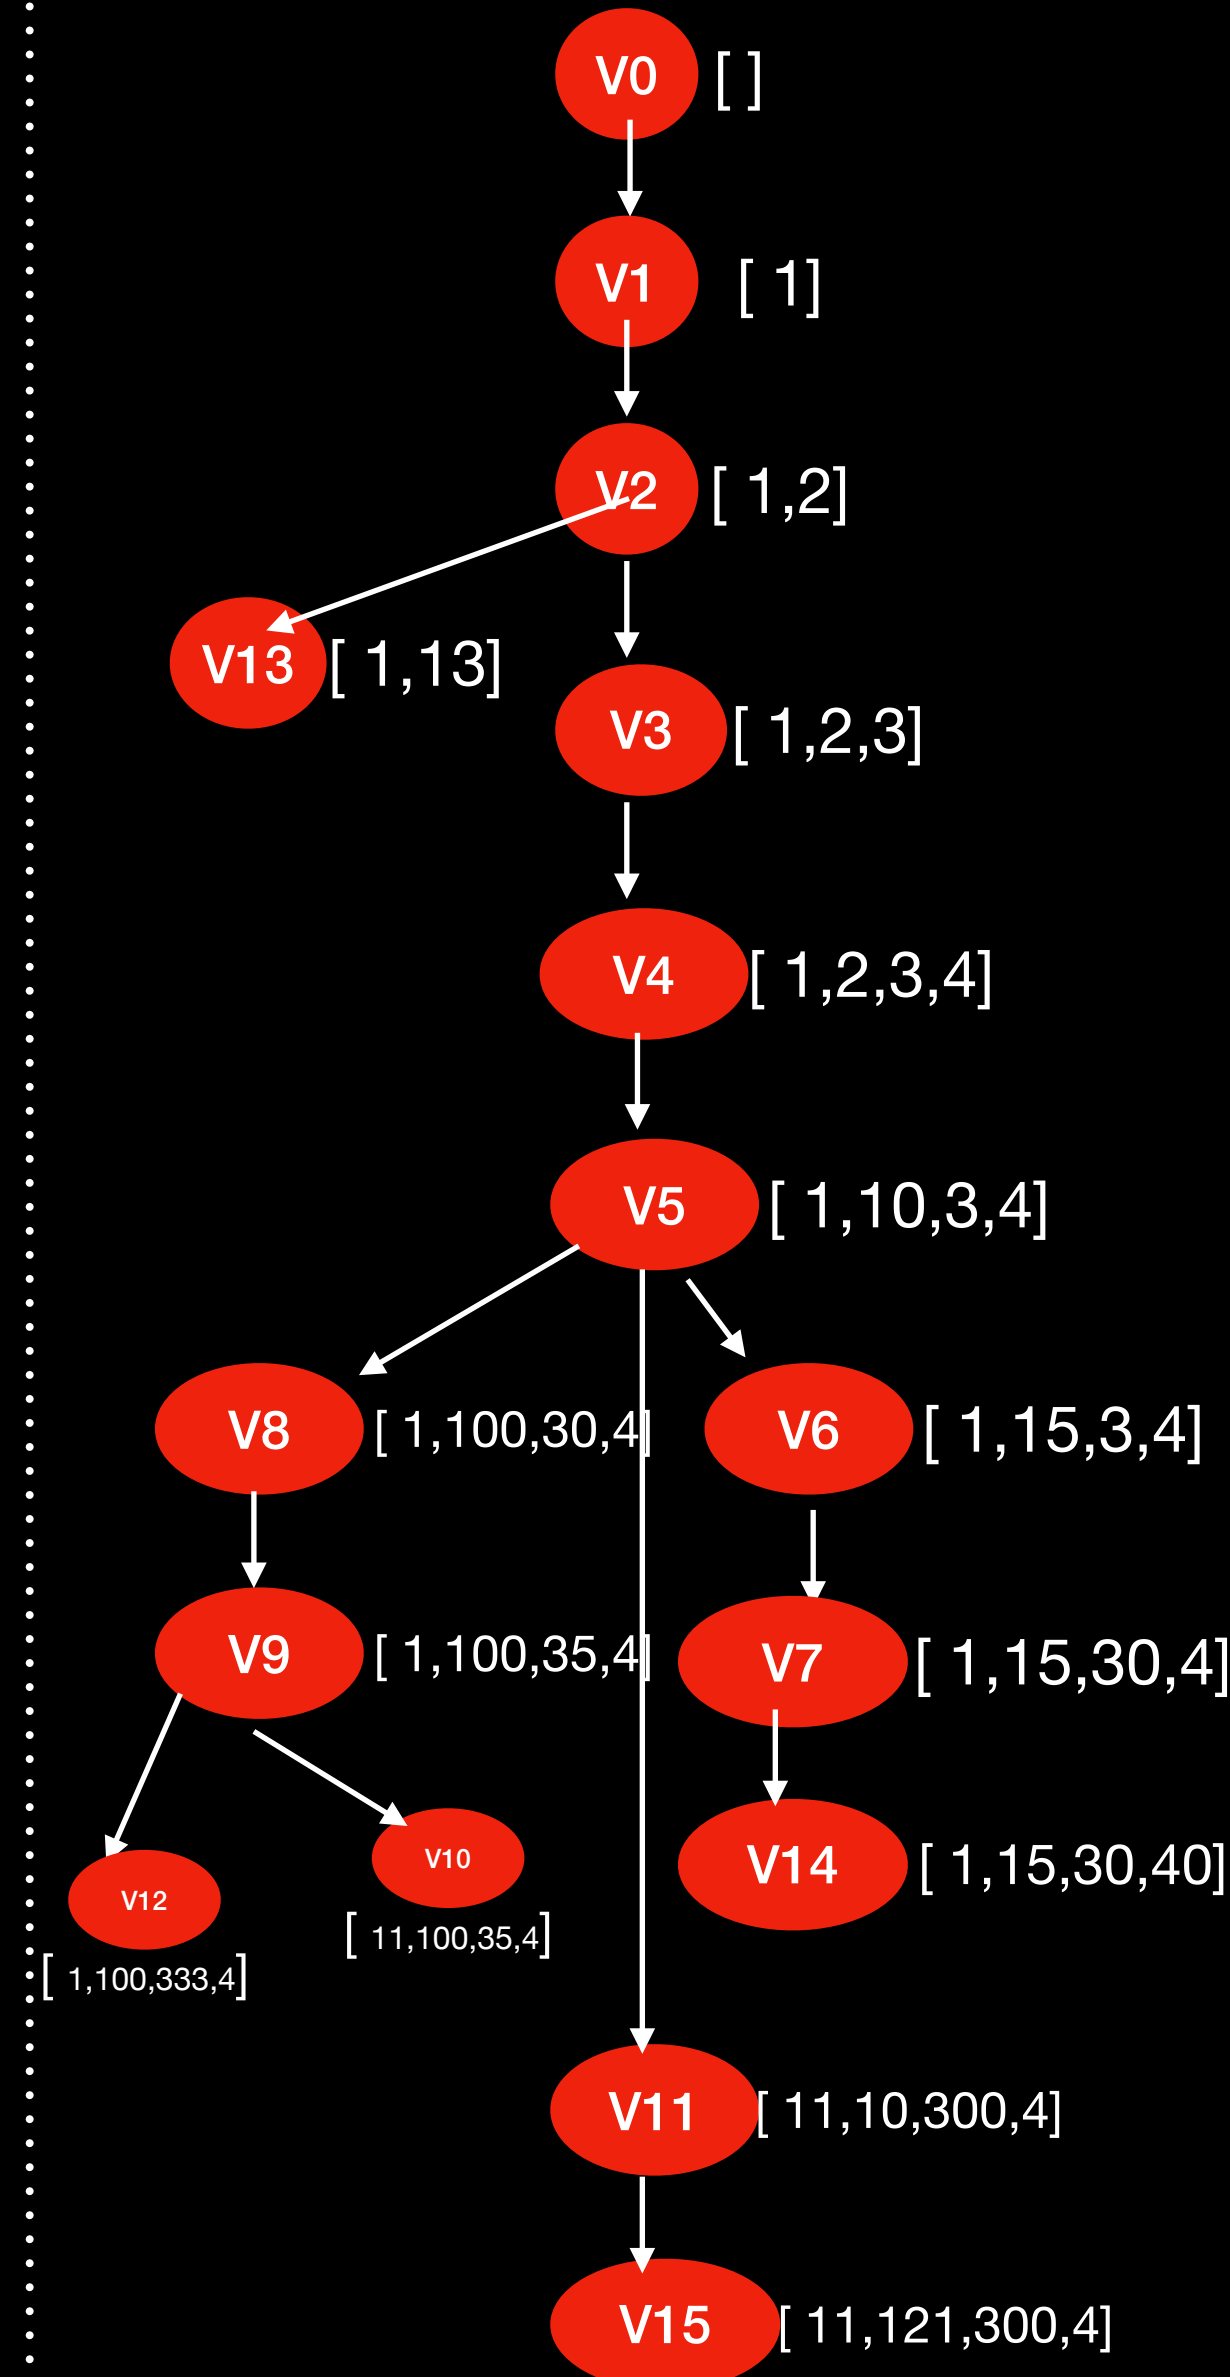 V0 [ ]
V1 [ 1]
V2 [ 1,2]
V13 [ 1,13]
V3 [ 1,2,3]
V4 [ 1,2,3,4]
V5 [ 1,10,3,4]
V8 [ 1,100,30,4] V6 [ 1,15,3,4]
V9 [ 1,100,35,4] V7 [ 1,15,30,4]
V10 V14 [ 1,15,30,40]
V12
[ 11,100,35,4]
[ 1,100,333,4]
V11 [ 11,10,300,4]
V15 [ 11,121,300,4]